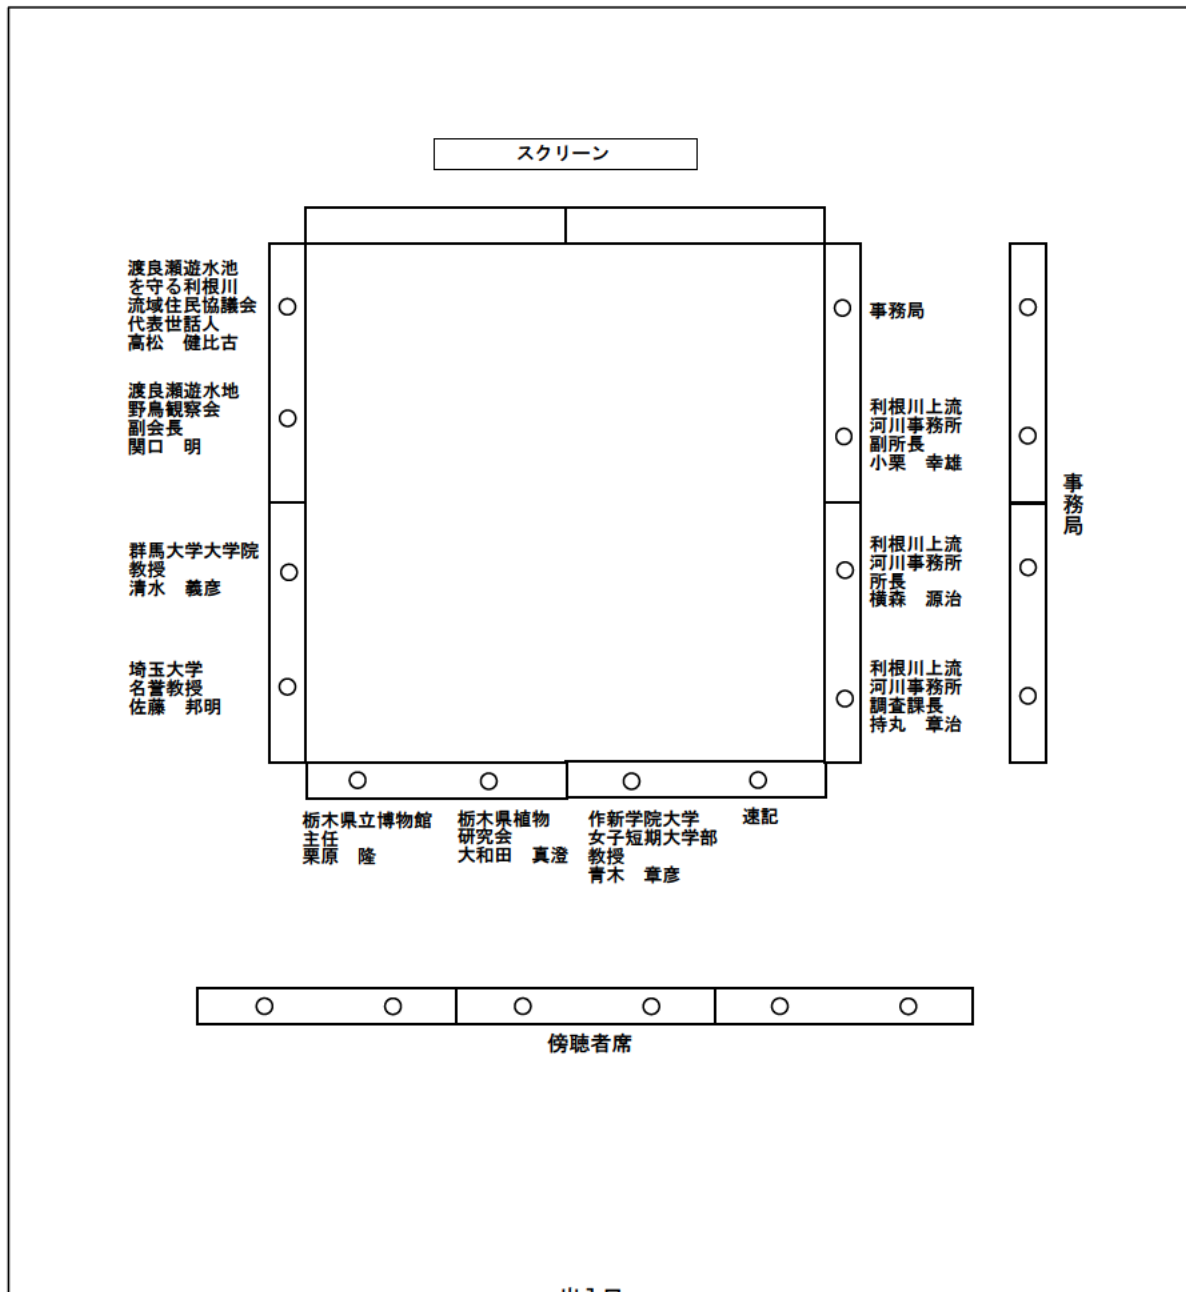 スクリーン
渡良瀬遊水池
を守る利根川
流域住民協議会
代表世話人
高松　健比古
渡良瀬遊水地
野鳥観察会
副会長
関口　明
群馬大学大学院
教授
清水　義彦
埼玉大学
名誉教授
佐藤　邦明
事務局
利根川上流
河川事務所
副所長
小栗　幸雄
利根川上流
河川事務所
所長
横森　源治
利根川上流
河川事務所
調査課長
持丸　章治
事務局
栃木県立博物館
主任
栗原　隆
栃木県植物
研究会
大和田　真澄
作新学院大学
女子短期大学部
教授
青木　章彦
速記
傍聴者席